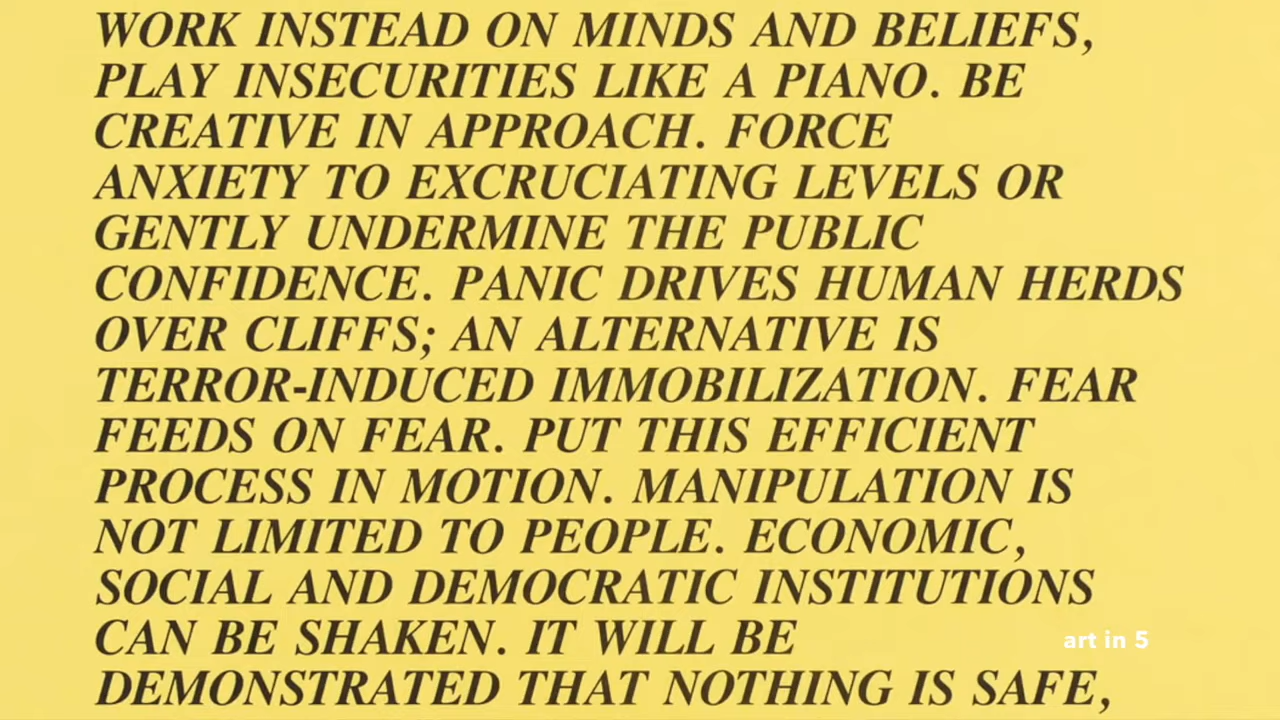 WORK INSTEAD ON MINDS AND BELIEFS,
PLAY INSECURITIES LIKE A PIANO. BE
CREATIVE IN APPROACH. FORCE
ANXIETY TO EXCRUCIATING LEVELS OR
GENTLY UNDERMINE THE PUBLIC
CONFIDENCE. PANIC DRIVES HUMAN HERDS
OVER CLIFFS; AN ALTERNATIVE IS
TERROR-INDUCED IMMOBILIZATION. FEAR
FEEDS ON FEAR. PUT THIS EFFICIENT
PROCESS IN MOTION. MANIPULATION IS
NOT LIMITED TO PEOPLE. ECONOMIC,
SOCIAL AND DEMOCRATIC INSTITUTIONS
CAN BE SHAKEN. IT WILL BE
DEMONSTRATED THAT NOTHING IS SAFE,
art in 5